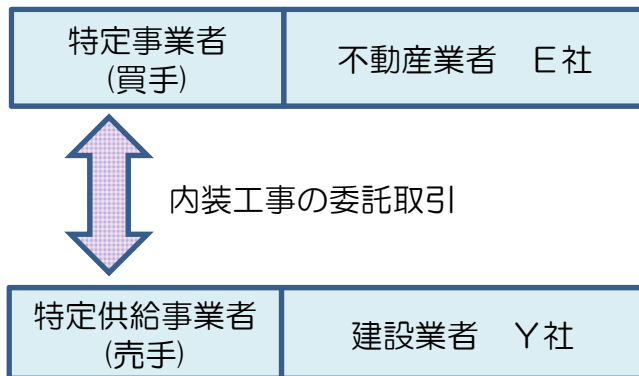 特定事業者
(買手)
不動産業者　Ｅ社
内装工事の委託取引
特定供給事業者
(売手)
建設業者　Ｙ社